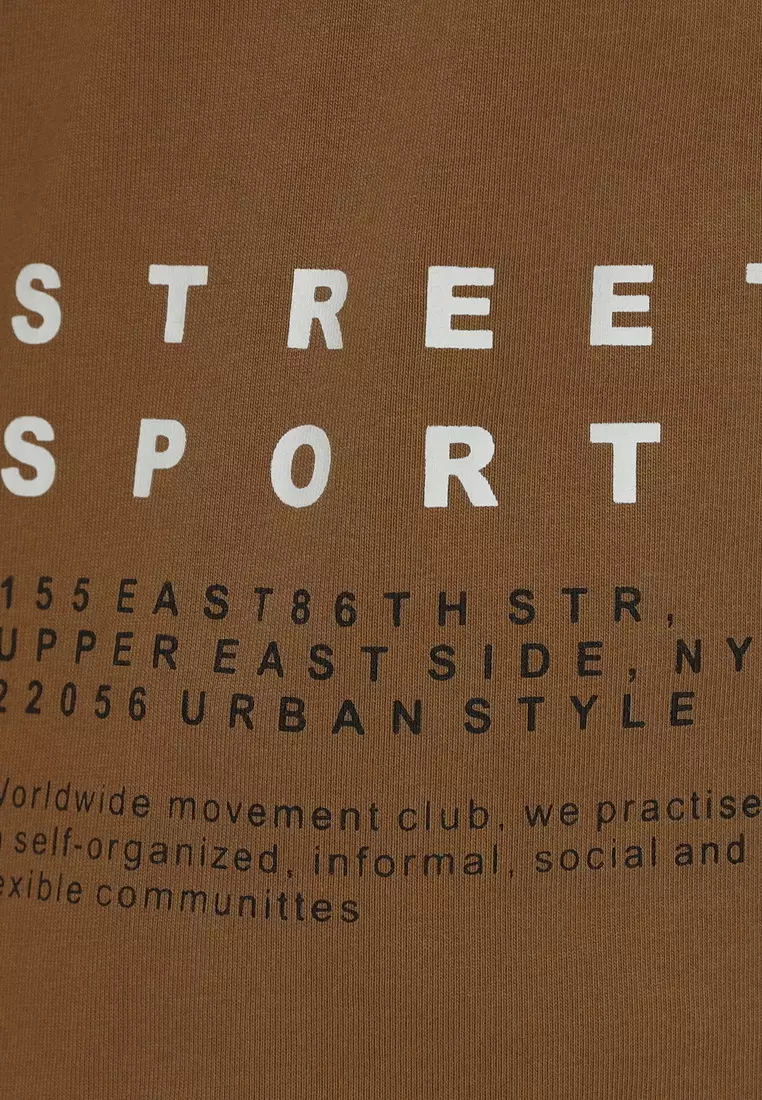 STREET
SPORT
155 EAST86TH STR,
UPPER EAST SIDE, NY
22056 URBAN STYLE
Worldwide movement club, we practise
self-organized, informal, social and
communittes